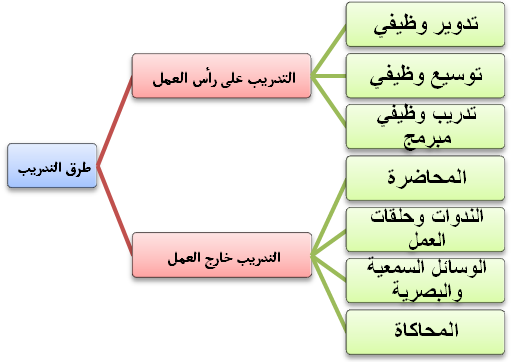 طرق التدريب
التدريب على رأس العمل
تدوير وظيفي
توسيع وظيفي
تدريب وظيفي
مبرمج
التدريب خارج العمل
المحاضرة
الندوات وحلقات
العمل
الوسائل السمعية
والبصرية
المحاكاة